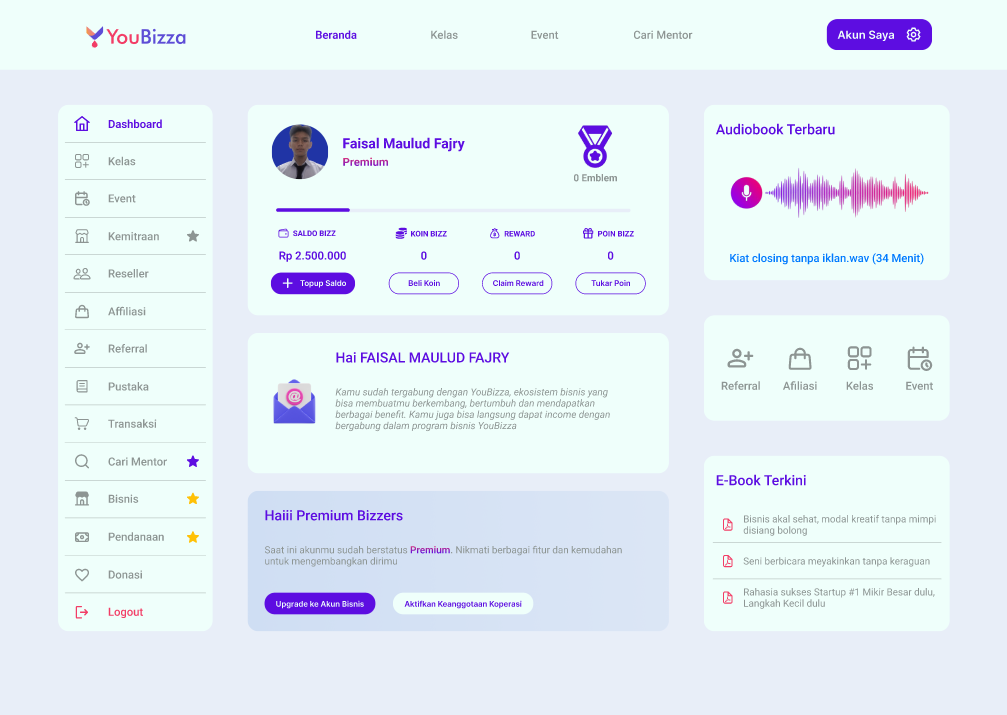 YouBizza
Beranda
Kelas
Event
Cari Mentor
Akun Saya
Dashboard
Kelas
Event
Kemitraan
Reseller
Affiliasi
Referral
Pustaka
Transaksi
Cari Mentor
Bisnis
Pendanaan
Donasi
Logout
Faisal Maulud Fajry
Premium
0 Emblem
SALDO BIZZ
Rp 2.500.000
Topup Saldo
KOIN BIZZ
0
Beli Koin
REWARD
0
Claim Reward
POIN BIZZ
0
Tukar Poin
Hai FAISAL MAULUD FAJRY
@
Kamu sudah tergabung dengan YouBizza, ekosistem bisnis yang
bisa membuatmu berkembang, bertumbuh dan mendapatkan
berbagai benefit. Kamu juga bisa langsung dapat income dengan
bergabung dalam program bisnis YouBizza
Haiii Premium Bizzers
Saat ini akunmu sudah berstatus Premium. Nikmati berbagai fitur dan kemudahan
untuk mengembangkan dirimu
Upgrade ke Akun Bisnis
Aktifkan Keanggotaan Koperasi
Audiobook Terbaru
Kiat closing tanpa iklan.wav (34 Menit)
Referral
Afiliasi
Kelas
Event
E-Book Terkini
Bisnis akal sehat, modal kreatif tanpa mimpi
disiang bolong
Seni berbicara meyakinkan tanpa keraguan
Rahasia sukses Startup #1 Mikir Besar dulu,
Langkah Kecil dulu